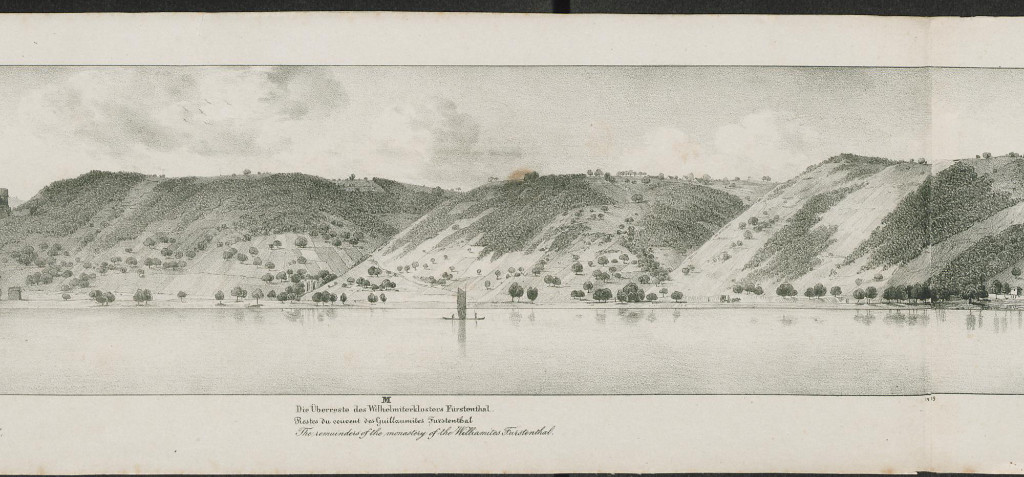 M
Die Überreste des Wilhelmiterklosters Fürstenthal.
Restes du couvent des Guillaumites Furstenthal
The remainders of the monastery of the Williamites Furstenthal.